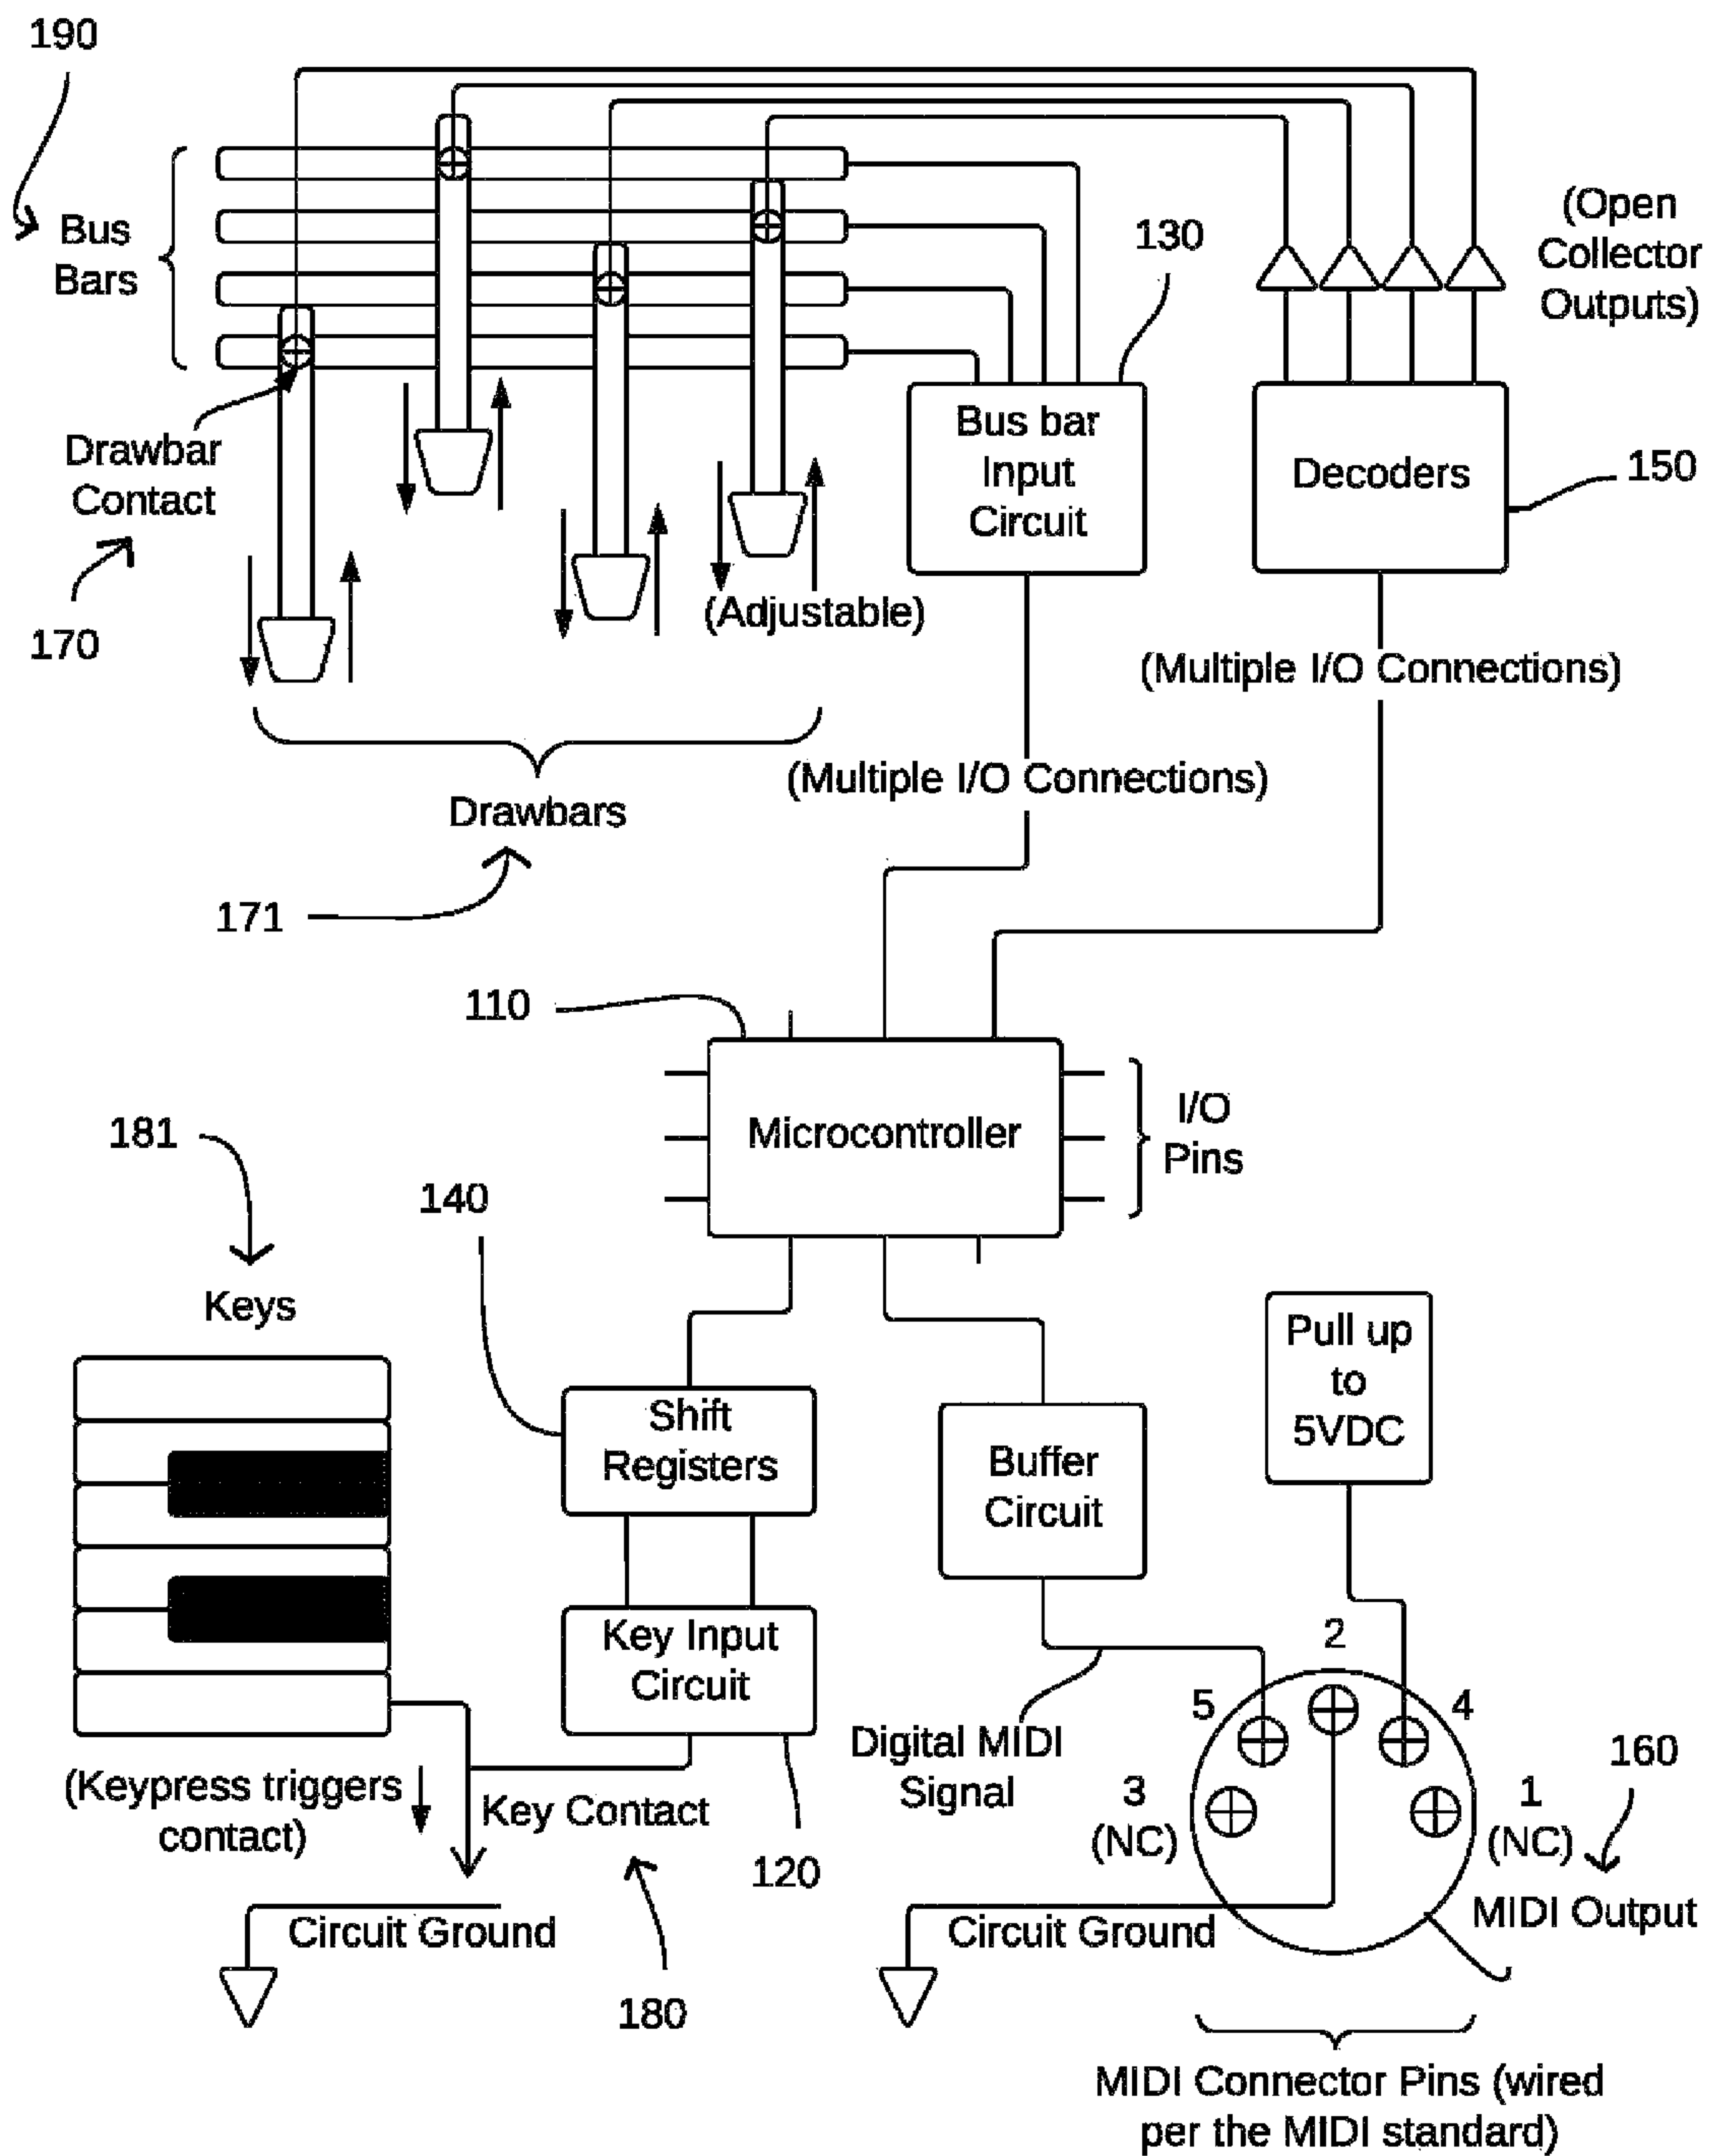 190
Bus
Bars
(Open
Collector
Outputs)
130
Drawbar
Contact
170
Bus bar
Input
Circuit
Decoders
150
(Adjustable)
(Multiple I/O Connections)
(Multiple I/O Connections)
Drawbars
171
110
Microcontroller
I/O
Pins
181
140
Keys
Shift
Registers
Buffer
Circuit
Pull up
to
5VDC
Key Input
Circuit
2
5
4
3
(NC)
1
(NC)
160
Digital MIDI
Signal
(Keypress triggers
contact)
Key Contact
120
MIDI Output
Circuit Ground
Circuit Ground
180
MIDI Connector Pins (wired
per the MIDI standard)